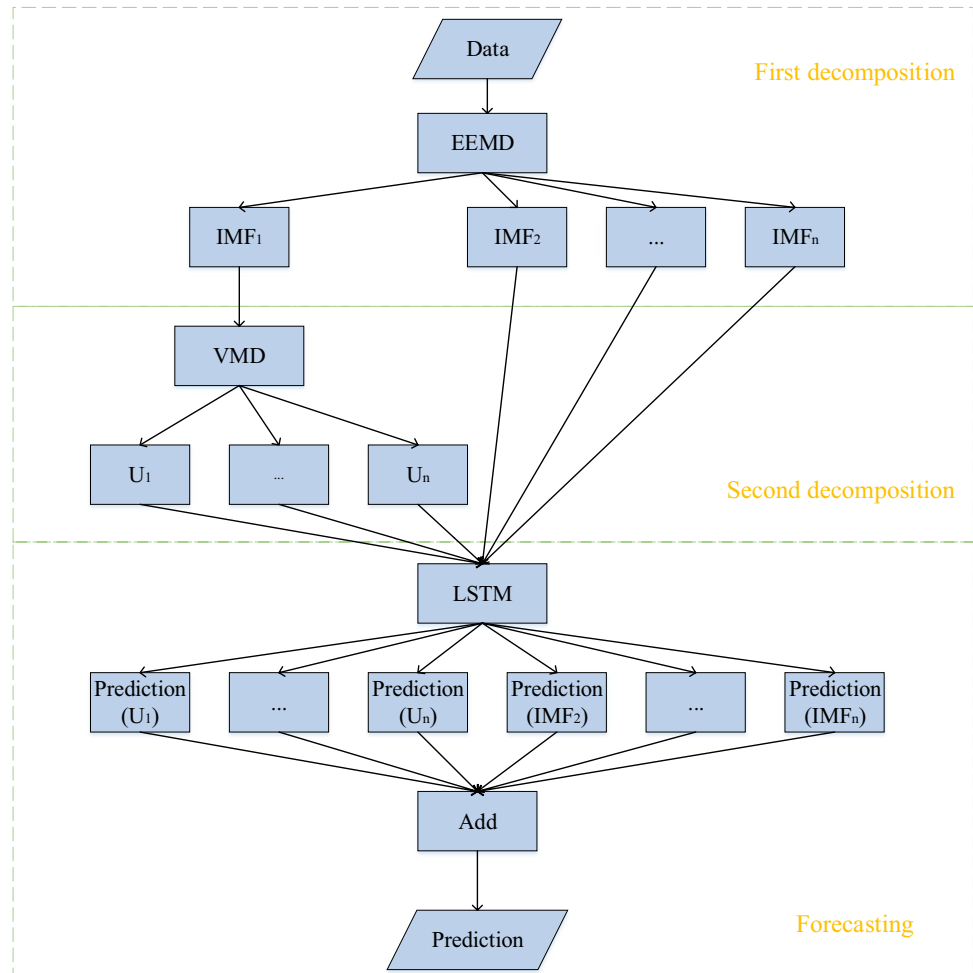 Data
First decomposition
EEMD
IMF₁
IMF₂
...
IMFₙ
VMD
U₁
...
Uₙ
Second decomposition
LSTM
Prediction
(U₁)
...
Prediction
(Uₙ)
Prediction
(IMF₂)
...
Prediction
(IMFₙ)
Add
Forecasting
Prediction